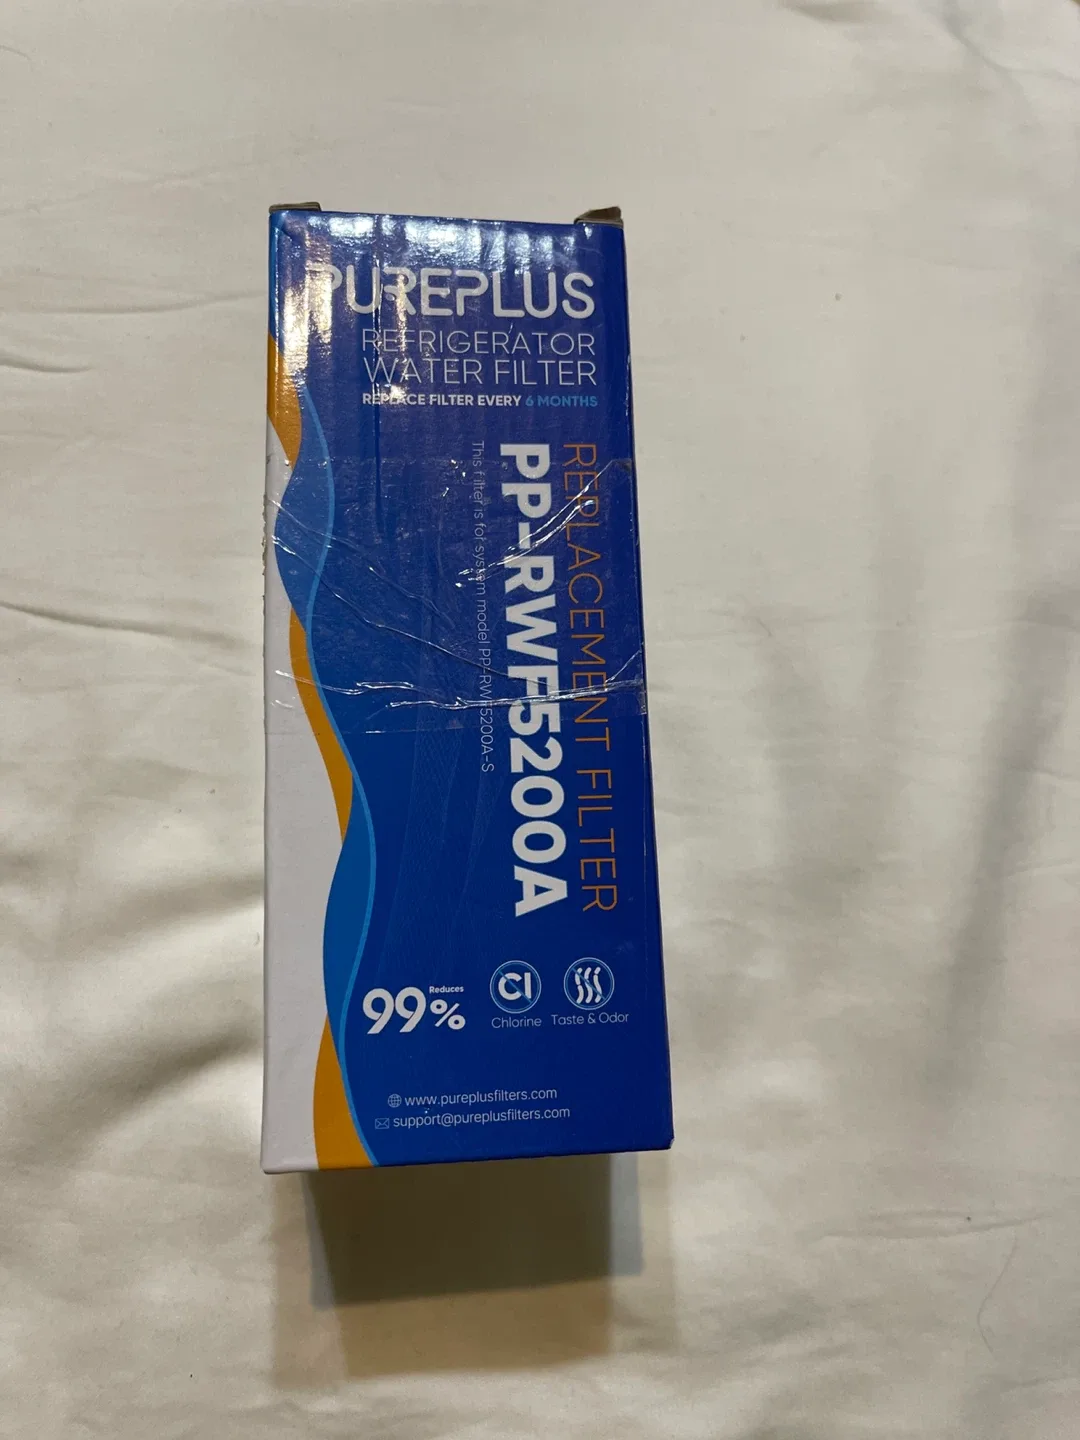 PUREPLUS
REFRIGERATOR
WATER FILTER
REPLACE FILTER EVERY 6 MONTHS
REPLACEMENT FILTER
PP-RWF5200A
This filter is for system model PP-RWF5200A-S
Reduces
99%
Cl
Chlorine
Taste & Odor
www.pureplusfilters.com
support@pureplusfilters.com